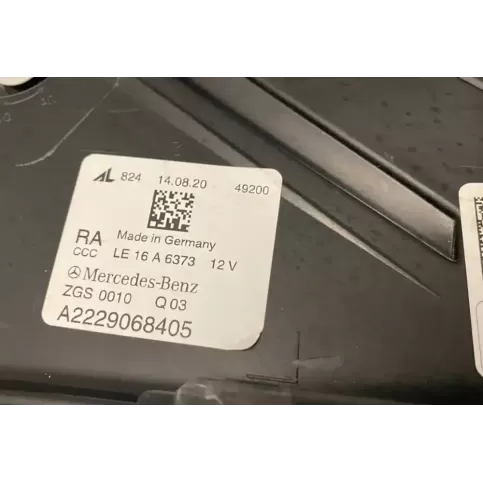 AL 824 14.08.20 49200
Made in Germany
RA
CCC LE 16 A 6373 12 V
Mercedes-Benz
ZGS 0010 Q 03
A2229068405